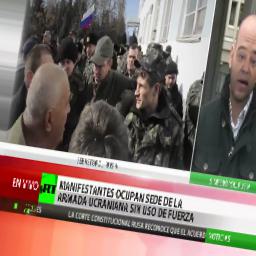 EN VIVO RT MANIFESTANTES OCUPAN SEDE DE LA
ARMADA UCRANIANA SIN USO DE FUERZA
LA CORTE CONSTITUCIONAL RUSA RECONOCE QUE EL ACUERDO